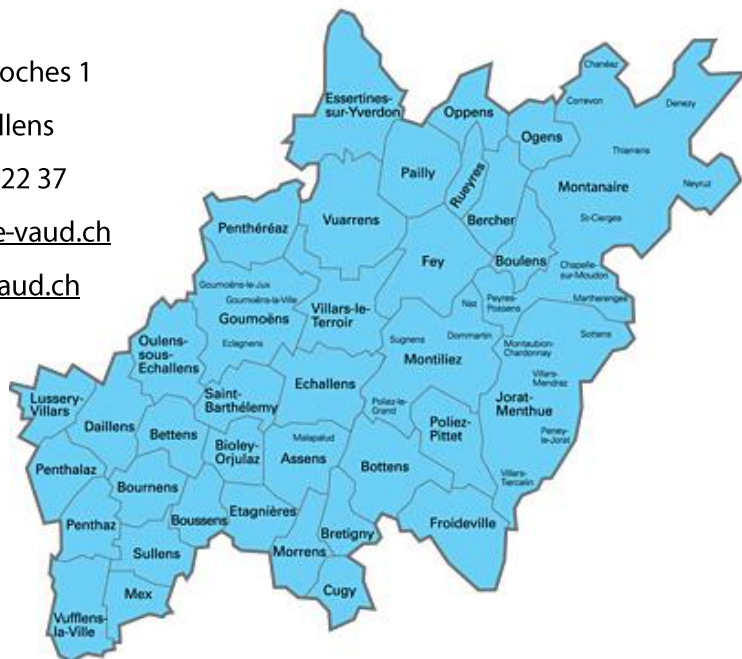 oches 1
llens
22 37
e-vaud.ch
aud.ch
Essertines-
sur-Yverdon
Oppens
Chanéaz
Correvon
Denezy
Ogens
Thierrens
Pailly
Rueyres
Montanaire
Neyruz
St-Cierges
Penthéréaz
Vuarrens
Bercher
Fey
Boulens
Chapelle-
sur-Moudon
Goumoëns-le-Jux
Goumoëns-la-Ville
Goumoëns
Eclagnens
Villars-le-
Terroir
Naz
Peyres-
Possens
Martherenges
Sugnens
Dommartin
Montilliez
Montaubion-
Chardonnay
Sottens
Oulens-
sous-
Echallens
Echallens
Villars-
Mendraz
Lussery-
Villars
Saint-
Barthélemy
Poliez-le-
Grand
Jorat-
Menthue
Daillens
Bettens
Bioley-
Orjulaz
Malapalud
Assens
Poliez-
Pittet
Peney-
le-Jorat
Penthalaz
Bournens
Bottens
Villars-
Tiercelin
Penthaz
Boussens
Etagnières
Froideville
Sullens
Morrens
Bretigny
Mex
Cugy
Vufflens-
la-Ville